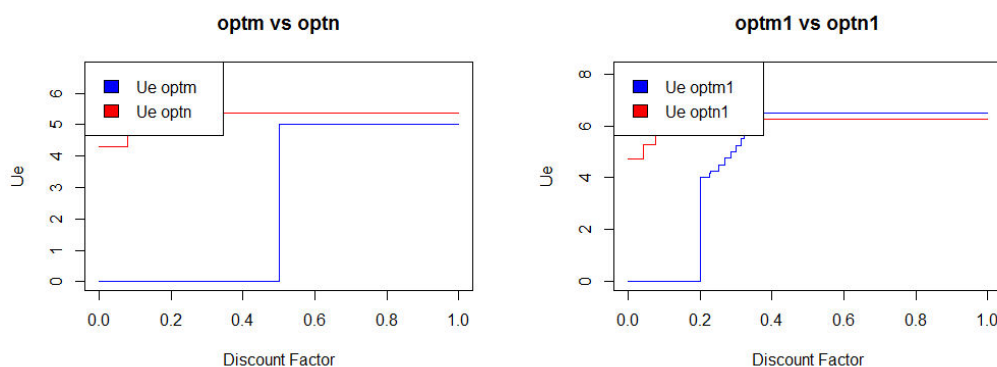 optm vs optn
Ue optm
Ue optn
6
5
4
3
2
1
0
Ue
0.0 0.2 0.4 0.6 0.8 1.0
Discount Factor
optm1 vs optn1
Ue optm1
Ue optn1
8
6
4
2
0
Ue
0.0 0.2 0.4 0.6 0.8 1.0
Discount Factor